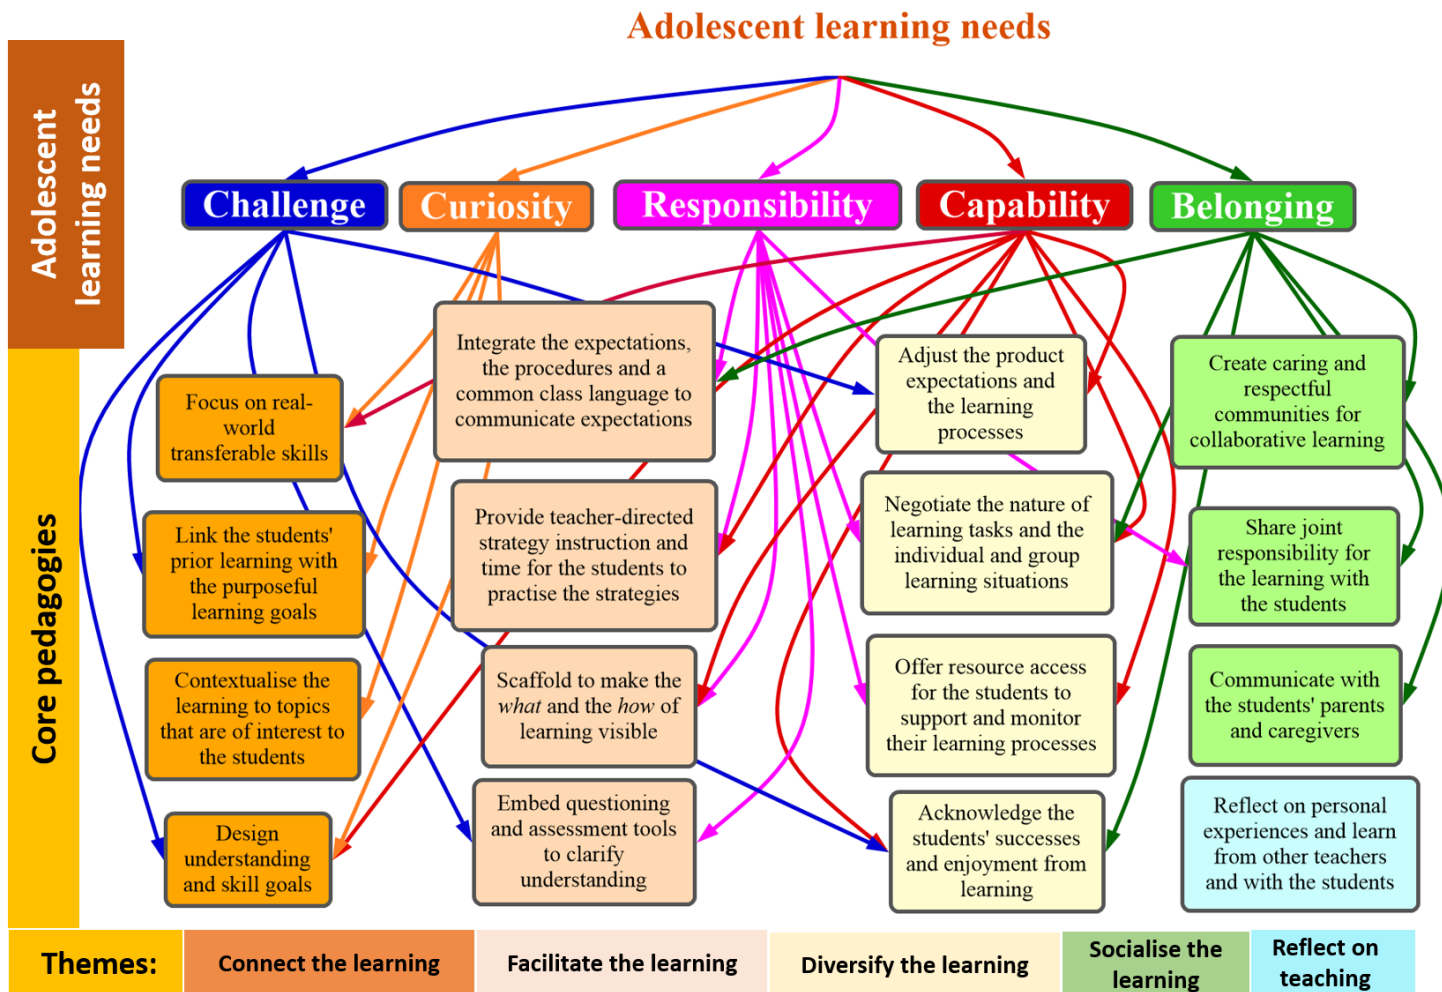 Adolescent learning needs
Adolescent
learning needs
Challenge
Curiosity
Responsibility
Capability
Belonging
Core pedagogies
Focus on real-
world
transferable skills
Link the students'
prior learning with
the purposeful
learning goals
Contextualise the
learning to topics
that are of interest to
the students
Design
understanding
and skill goals
Integrate the expectations,
the procedures and a
common class language to
communicate expectations
Provide teacher-directed
strategy instruction and
time for the students to
practise the strategies
Scaffold to make the
what and the how of
learning visible
Embed questioning
and assessment tools
to clarify
understanding
Adjust the product
expectations and
the learning
processes
Negotiate the nature of
learning tasks and the
individual and group
learning situations
Offer resource access
for the students to
support and monitor
their learning processes
Acknowledge the
students' successes
and enjoyment from
learning
Create caring and
respectful
communities for
collaborative learning
Share joint
responsibility for
the learning with
the students
Communicate with
the students' parents
and caregivers
Reflect on personal
experiences and learn
from other teachers
and with the students
Themes:
Connect the learning
Facilitate the learning
Diversify the learning
Socialise the
learning
Reflect on
teaching